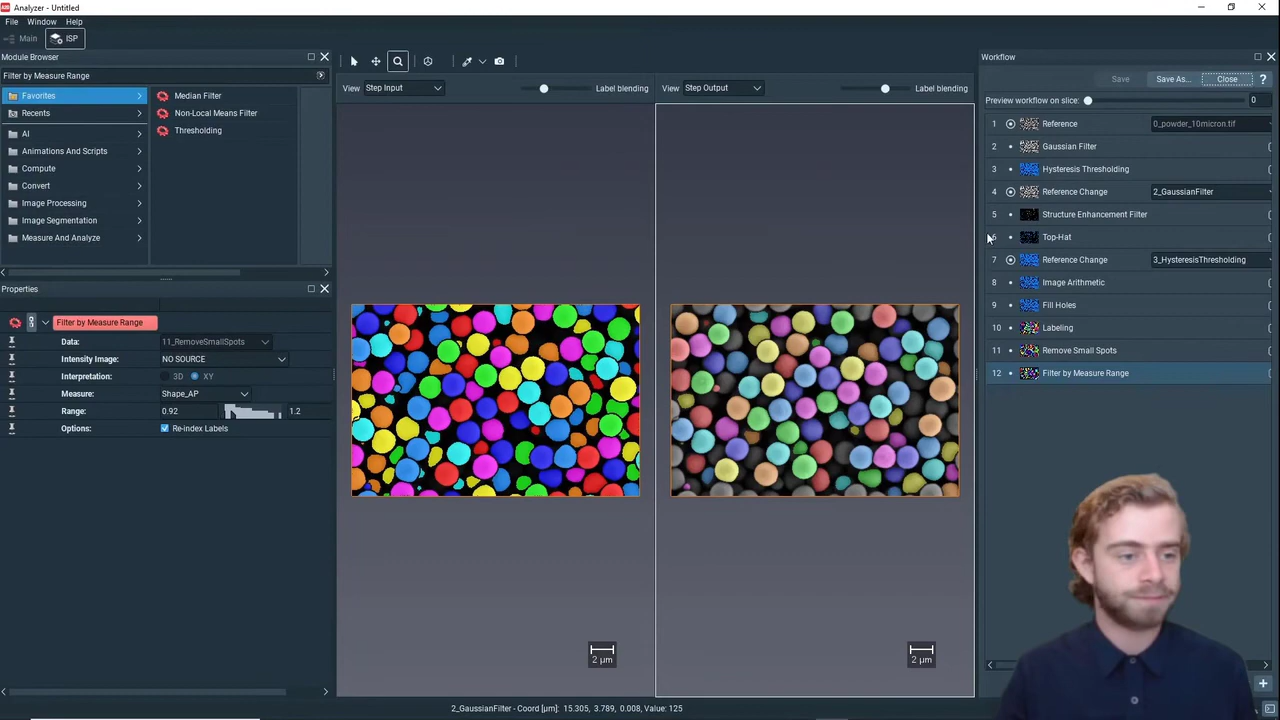 Analyzer - Untitled
File Window Help
Main ISP
Module Browser
Filter by Measure Range
Favorites
Recents
AI
Animations And Scripts
Compute
Convert
Image Processing
Image Segmentation
Measure And Analyze
Median Filter
Non-Local Means Filter
Thresholding
Properties
Filter by Measure Range
Data: 11_RemoveSmallSpots
Intensity Image: NO SOURCE
Interpretation: 3D XY
Measure: Shape_AP
Range: 0.92 1.2
Options: Re-index Labels
View Step Input Label blending
View Step Output Label blending
2 µm
2 µm
2_GaussianFilter - Coord [µm]: 15.305, 3.789, 0.008, Value: 125
Workflow
Save Save As... Close ?
Preview workflow on slice: 0
1 Reference 0_powder_10micron.tif
2 Gaussian Filter
3 Hysteresis Thresholding
4 Reference Change 2_GaussianFilter
5 Structure Enhancement Filter
6 Top-Hat
7 Reference Change 3_HysteresisThresholding
8 Image Arithmetic
9 Fill Holes
10 Labeling
11 Remove Small Spots
12 Filter by Measure Range